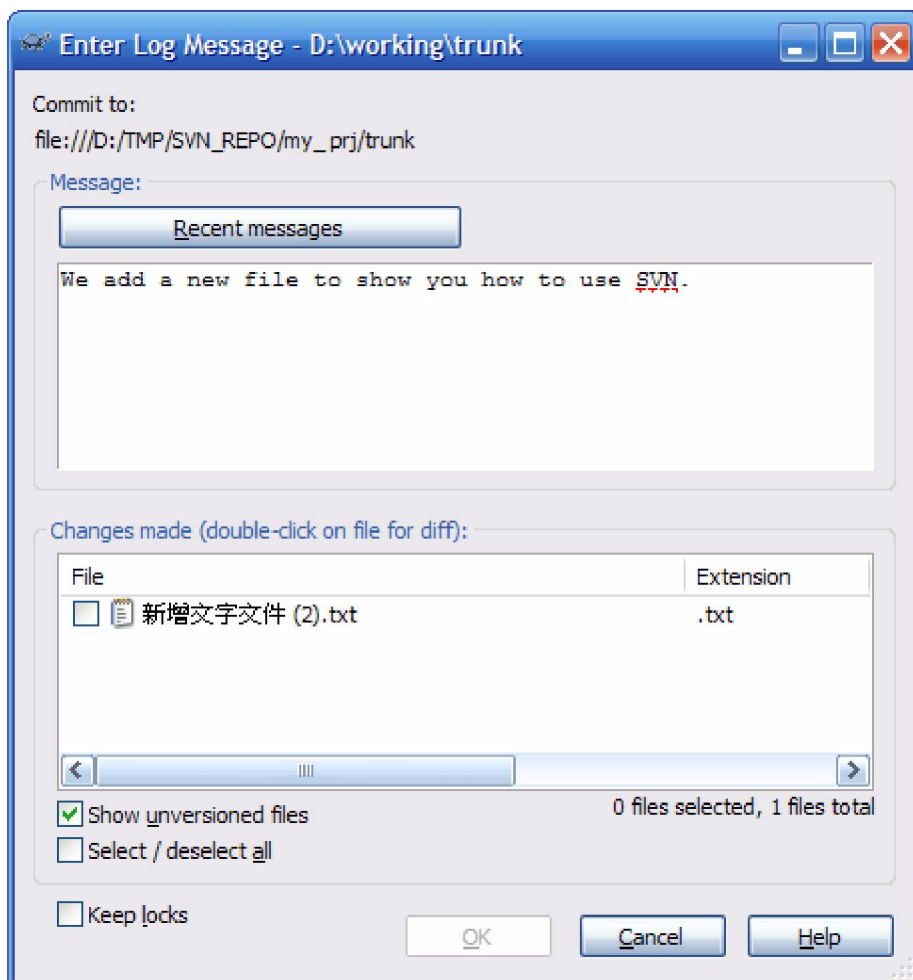 Enter Log Message - D:\working\trunk
Commit to:
file:///D:/TMP/SVN_REPO/my_prj/trunk
Message:
Recent messages
We add a new file to show you how to use SVN.
Changes made (double-click on file for diff):
File Extension
新增文字文件 (2).txt .txt
Show unversioned files
0 files selected, 1 files total
Select / deselect all
Keep locks
OK Cancel Help